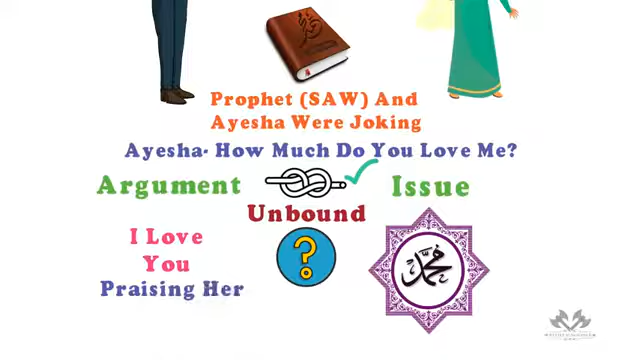 Prophet (SAW) And
Ayesha Were Joking
Ayesha- How Much Do You Love Me?
Argument
Issue
Unbound
I Love
You
Praising Her
?
محمد